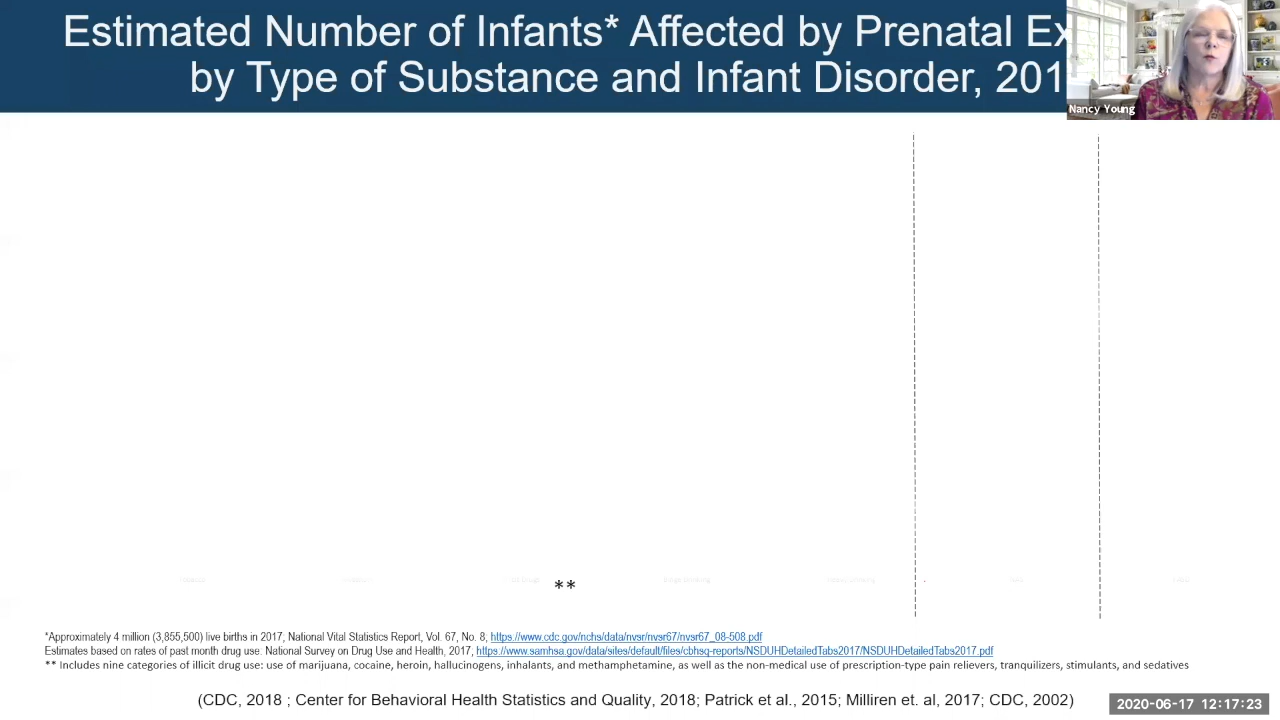 Estimated Number of Infants* Affected by Prenatal Ex
by Type of Substance and Infant Disorder, 201
Nancy Young
**
*Approximately 4 million (3,855,500) live births in 2017, National Vital Statistics Report, Vol. 67, No. 8, https://www.cdc.gov/nchs/data/nvsr/nvsr67/nvsr67_08-508.pdf
Estimates based on rates of past month drug use. National Survey on Drug Use and Health, 2017, https://www.samhsa.gov/data/sites/default/files/cbhsq-reports/NSDUHDetailedTabs2017/NSDUHDetailedTabs2017.pdf
** Includes nine categories of illicit drug use: use of marijuana, cocaine, heroin, hallucinogens, inhalants, and methamphetamine, as well as the non-medical use of prescription-type pain relievers, tranquilizers, stimulants, and sedatives
(CDC, 2018 ; Center for Behavioral Health Statistics and Quality, 2018; Patrick et al., 2015; Milliren et. al, 2017; CDC, 2002)
2020-06-17 12:17:23